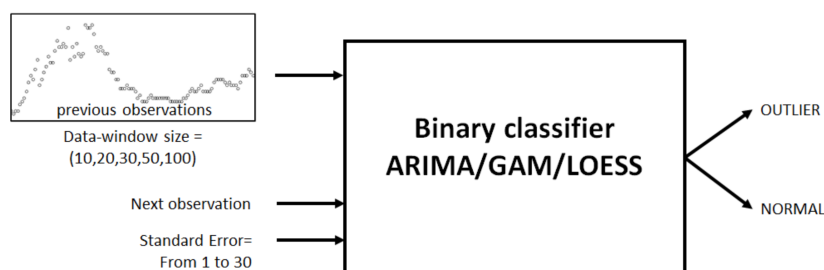 previous observations
Data-window size =
(10,20,30,50,100)
Next observation
Standard Error=
From 1 to 30
Binary classifier
ARIMA/GAM/LOESS
OUTLIER
NORMAL